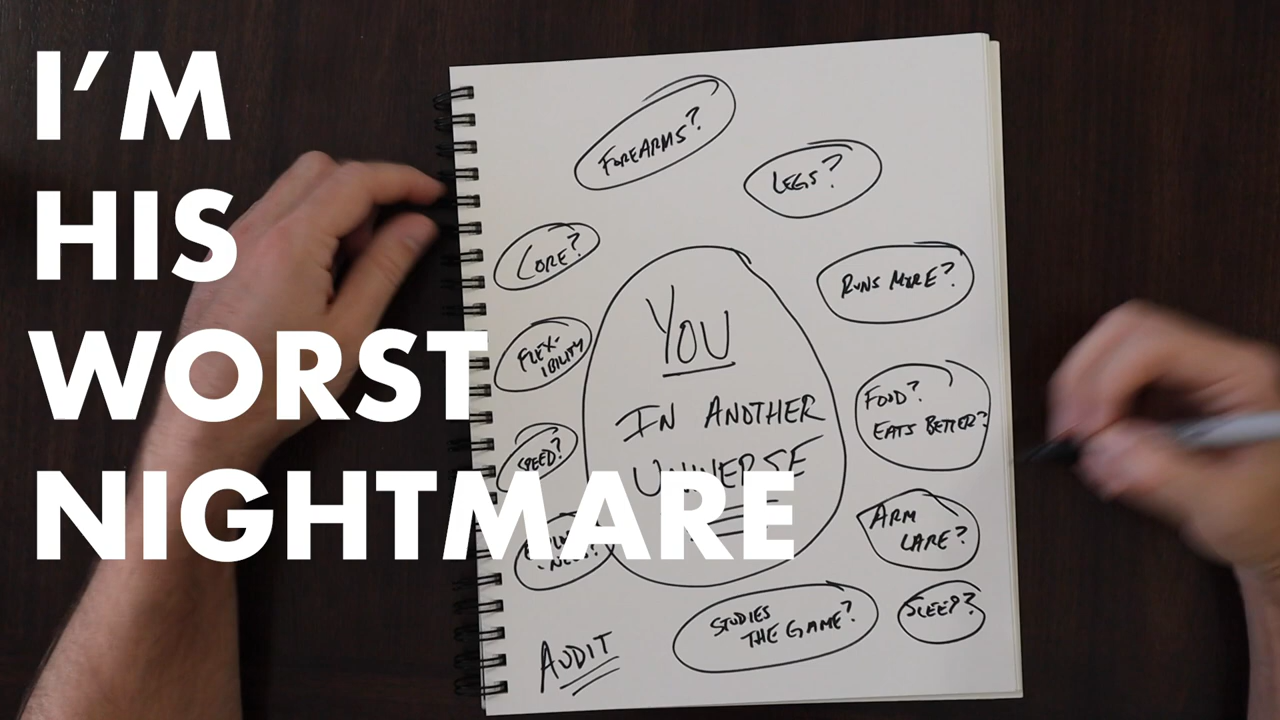 I'M
HIS
WORST
NIGHTMARE
FOREARMS?
LEGS?
CORE?
RUNS MORE?
FLEX-
IBILITY
YOU
IN ANOTHER
UNIVERSE
FOOD?
EATS BETTER?
SPEED?
ARM
CARE?
STUDIES
THE GAME?
SLEEP?
AUDIT